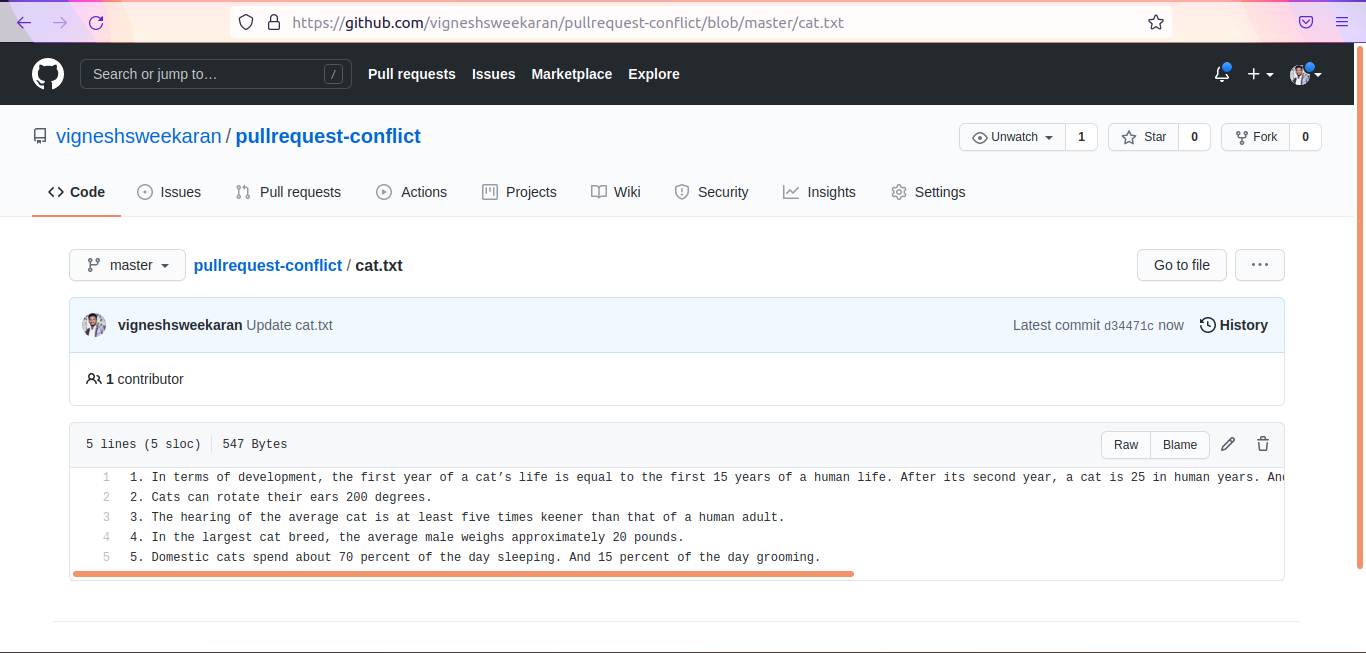 https://github.com/vigneshsweekaran/pullrequest-conflict/blob/master/cat.txt
Search or jump to… / Pull requests Issues Marketplace Explore
vigneshsweekaran / pullrequest-conflict Unwatch 1 Star 0 Fork 0
Code Issues Pull requests Actions Projects Wiki Security Insights Settings
master pullrequest-conflict / cat.txt Go to file ...
vigneshsweekaran Update cat.txt Latest commit d34471c now History
1 contributor
5 lines (5 sloc) 547 Bytes Raw Blame
1 1. In terms of development, the first year of a cat’s life is equal to the first 15 years of a human life. After its second year, a cat is 25 in human years. An
2 2. Cats can rotate their ears 200 degrees.
3 3. The hearing of the average cat is at least five times keener than that of a human adult.
4 4. In the largest cat breed, the average male weighs approximately 20 pounds.
5 5. Domestic cats spend about 70 percent of the day sleeping. And 15 percent of the day grooming.